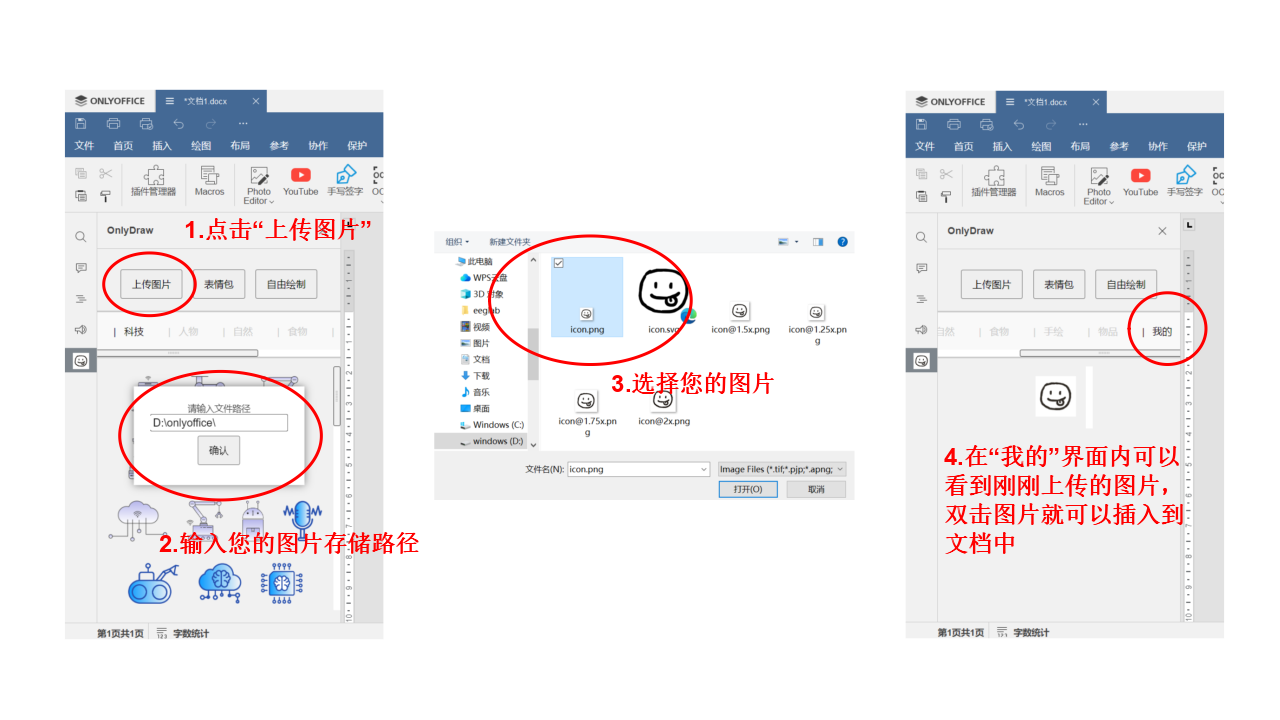 ONLYOFFICE
*文档1.docx
文件 首页 插入 绘图 布局 参考 协作 保护
插件管理器 Macros Photo Editor YouTube 手写签字 OC
OnlyDraw
1.点击“上传图片”
上传图片 表情包 自由绘制
| 科技 | 人物 | 自然 | 食物 |
请输入文件路径
D:\onlyoffice\
确认
2.输入您的图片存储路径
第1页共1页 字数统计
组织 新建文件夹
此电脑
WPS云盘
3D 对象
eeglab
视频
图片
文档
下载
音乐
桌面
Windows (C:)
windows (D:)
icon.png
icon.svg
icon@1.5x.png
icon@1.25x.png
icon@1.75x.png
icon@2x.png
3.选择您的图片
文件名(N): icon.png
Image Files (*.tif;*.pjp;*.apng;
打开(O) 取消
ONLYOFFICE
*文档1.docx
文件 首页 插入 绘图 布局 参考 协作 保护
插件管理器 Macros Photo Editor YouTube 手写签字 OC
OnlyDraw
上传图片 表情包 自由绘制
自然 | 食物 | 手绘 | 物品 | 我的
4.在“我的”界面内可以
看到刚刚上传的图片，
双击图片就可以插入到
文档中
第1页共1页 字数统计